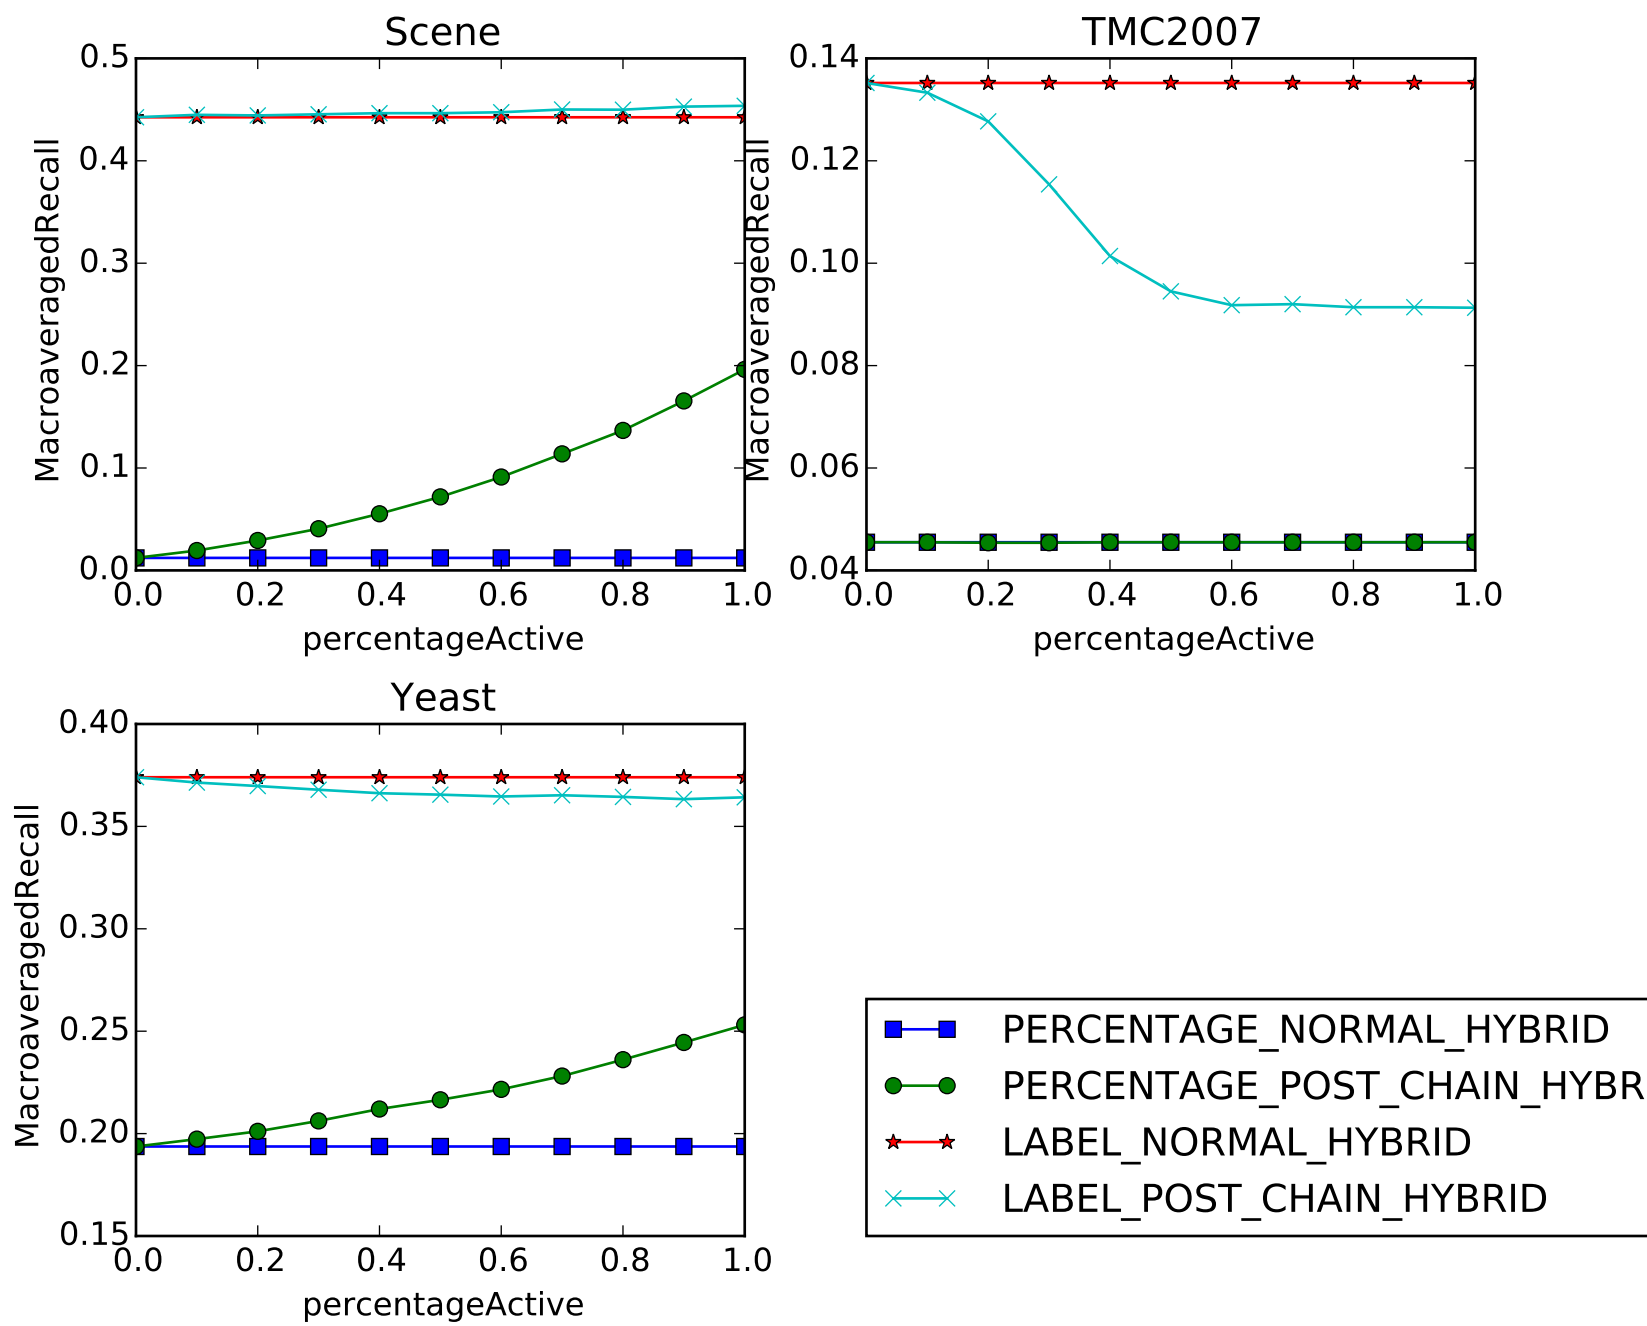 Scene
0.5
0.4
0.3
0.2
0.1
0.0
MacroaveragedRecall
0.0 0.2 0.4 0.6 0.8 1.0
percentageActive
TMC2007
0.14
0.12
0.10
0.08
0.06
0.04
MacroaveragedRecall
0.0 0.2 0.4 0.6 0.8 1.0
percentageActive
Yeast
0.40
0.35
0.30
0.25
0.20
0.15
MacroaveragedRecall
0.0 0.2 0.4 0.6 0.8 1.0
percentageActive
PERCENTAGE_NORMAL_HYBRID
PERCENTAGE_POST_CHAIN_HYBR
LABEL_NORMAL_HYBRID
LABEL_POST_CHAIN_HYBRID